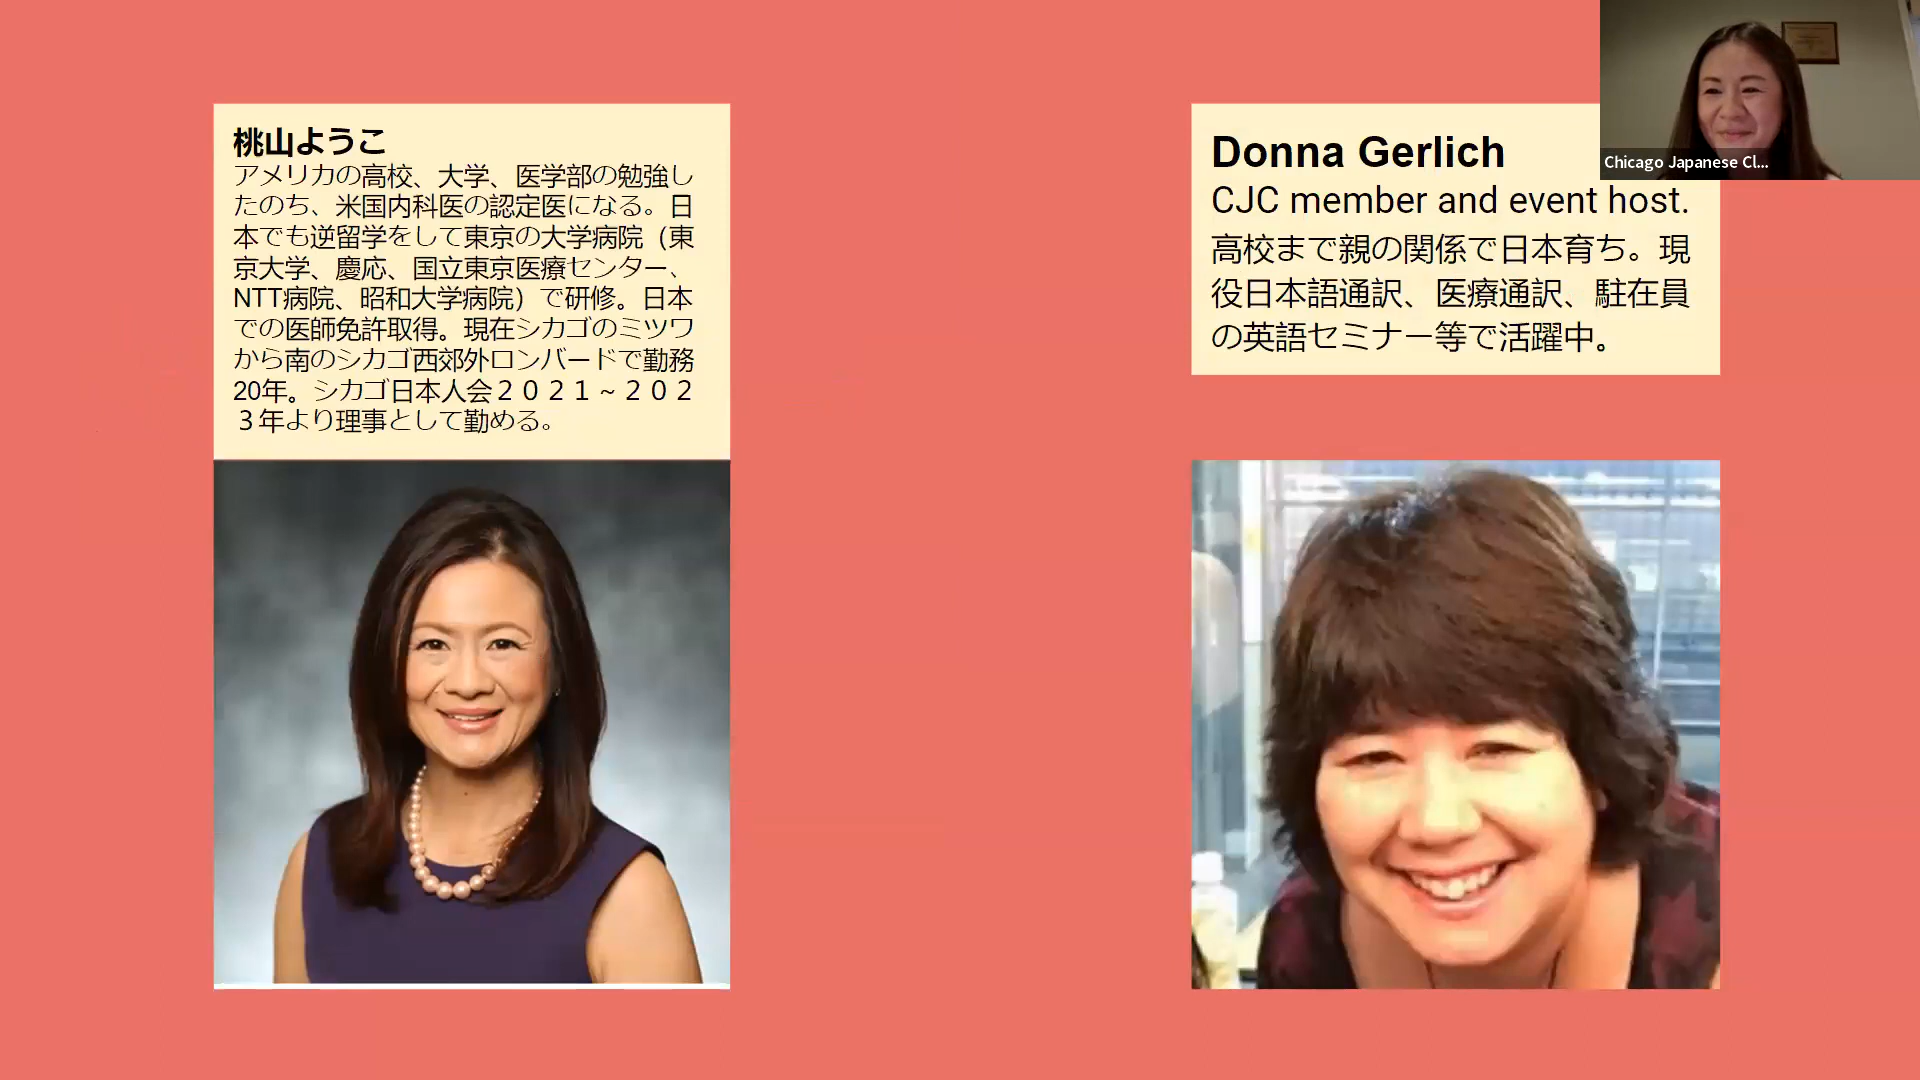 桃山ようこ
アメリカの高校、大学、医学部の勉強し
たのち、米国内科医の認定医になる。日
本でも逆留学をして東京の大学病院（東
京大学、慶応、国立東京医療センター、
NTT病院、昭和大学病院）で研修。日本
での医師免許取得。現在シカゴのミツワ
から南のシカゴ西郊外ロンバードで勤務
20年。シカゴ日本人会２０２１～２０２
３年より理事として勤める。
Donna Gerlich
CJC member and event host.
高校まで親の関係で日本育ち。現
役日本語通訳、医療通訳、駐在員
の英語セミナー等で活躍中。
Chicago Japanese Cl...